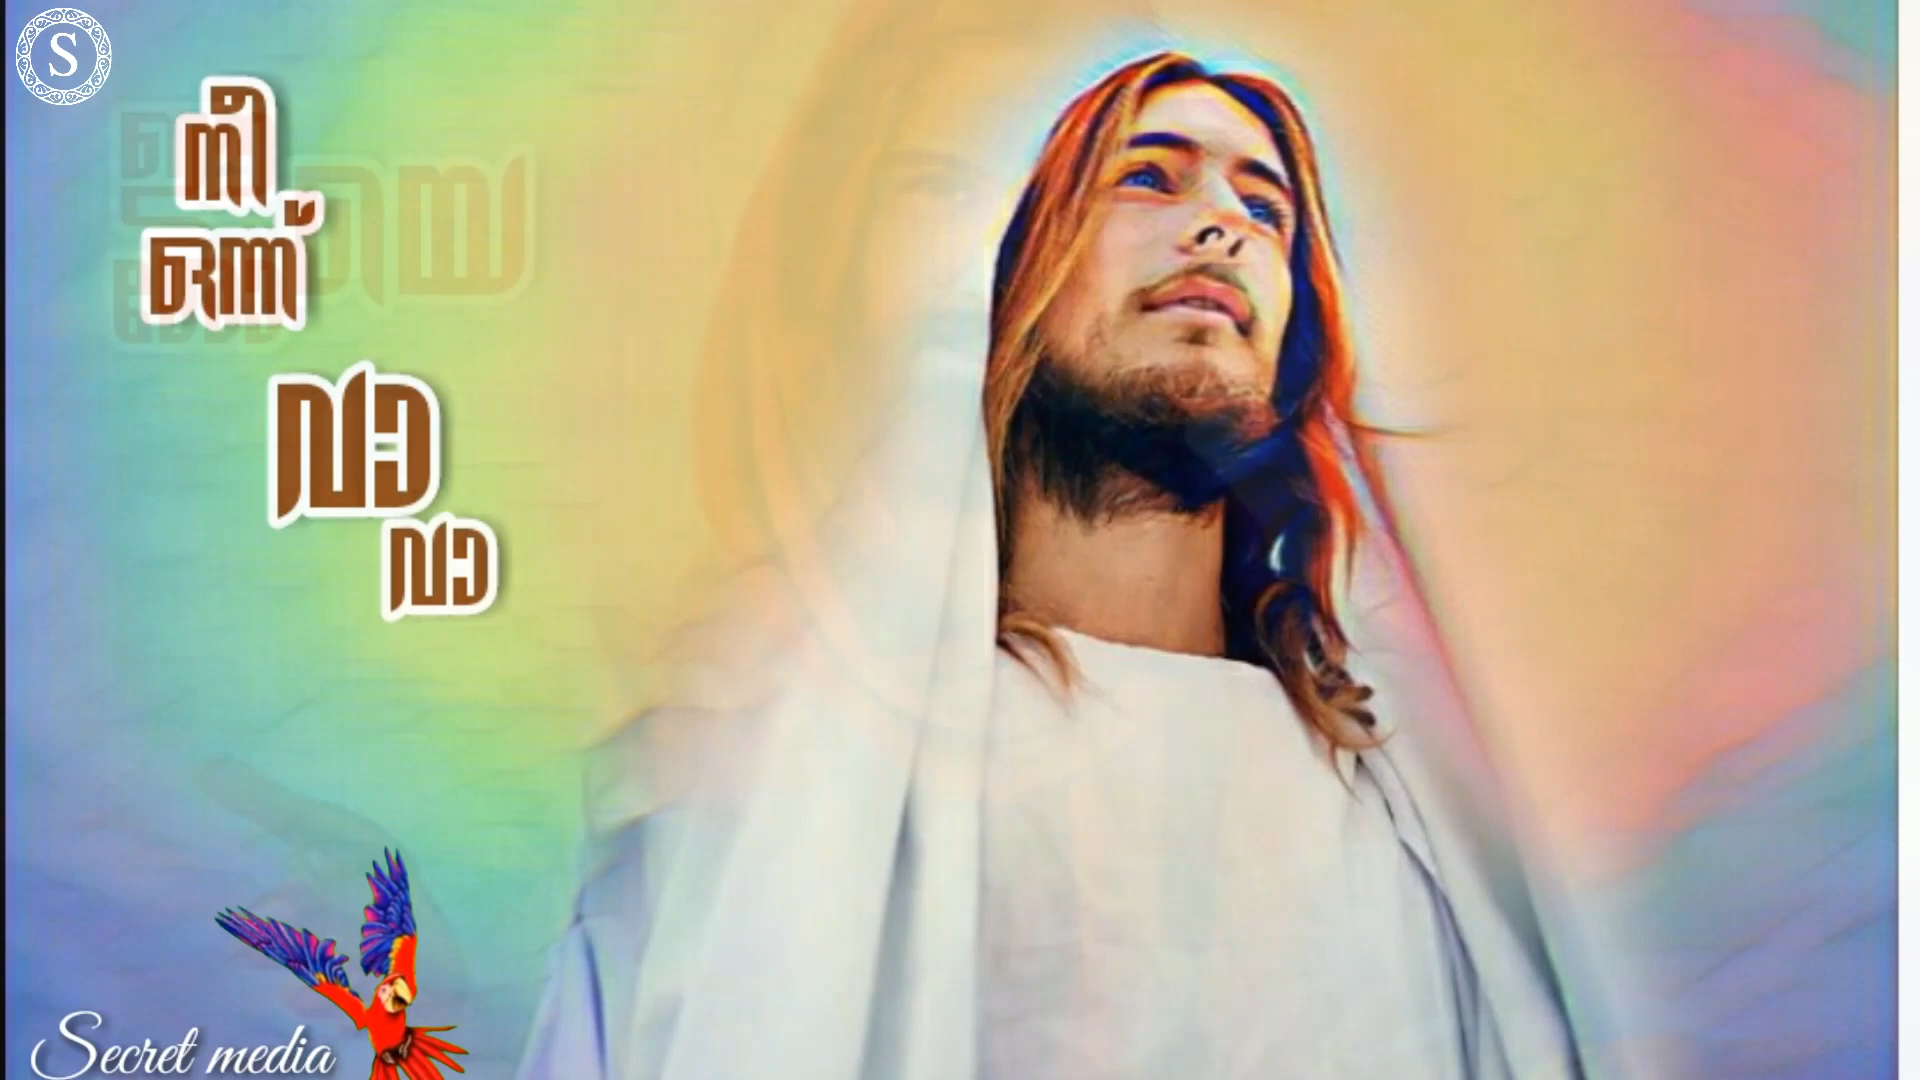 S
നീ
ഒന്ന്
വാ
വാ
Secret media